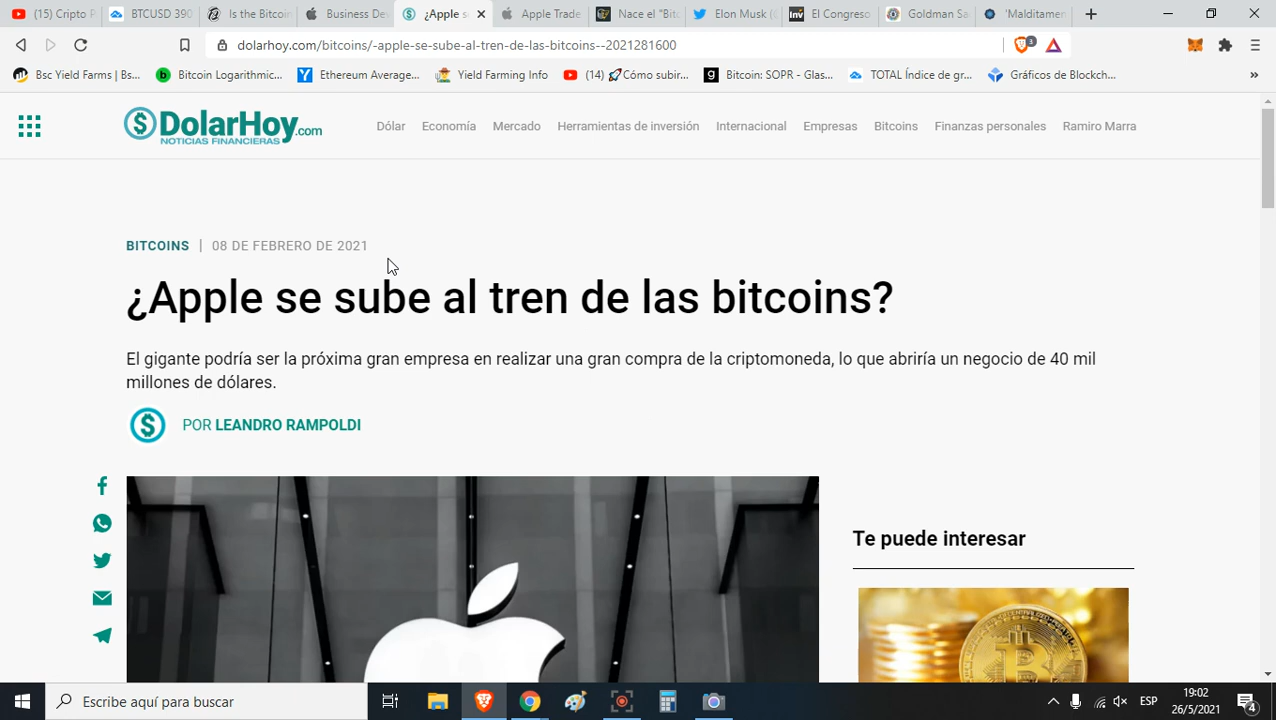 (15) Cripto P
BTCUSD 390
Is the Bitcoin
Business Dev
¿Apple se
Apple Trade
Nace el "Bit
Elon Musk (
El Congreso
Goldman Sa
'Malditamen
dolarhoy.com/bitcoins/-apple-se-sube-al-tren-de-las-bitcoins--2021281600
3
Bsc Yield Farms | Bs...
Bitcoin Logarithmic...
Ethereum Average...
Yield Farming Info
(14) 🚀Cómo subir...
Bitcoin: SOPR - Glas...
TOTAL Índice de gr...
Gráficos de Blockch...
»
DolarHoy.com
NOTICIAS FINANCIERAS
Dólar
Economía
Mercado
Herramientas de inversión
Internacional
Empresas
Bitcoins
Finanzas personales
Ramiro Marra
BITCOINS | 08 DE FEBRERO DE 2021
¿Apple se sube al tren de las bitcoins?
El gigante podría ser la próxima gran empresa en realizar una gran compra de la criptomoneda, lo que abriría un negocio de 40 mil
millones de dólares.
POR LEANDRO RAMPOLDI
Te puede interesar
Escribe aquí para buscar
ESP
19:02
26/5/2021
4